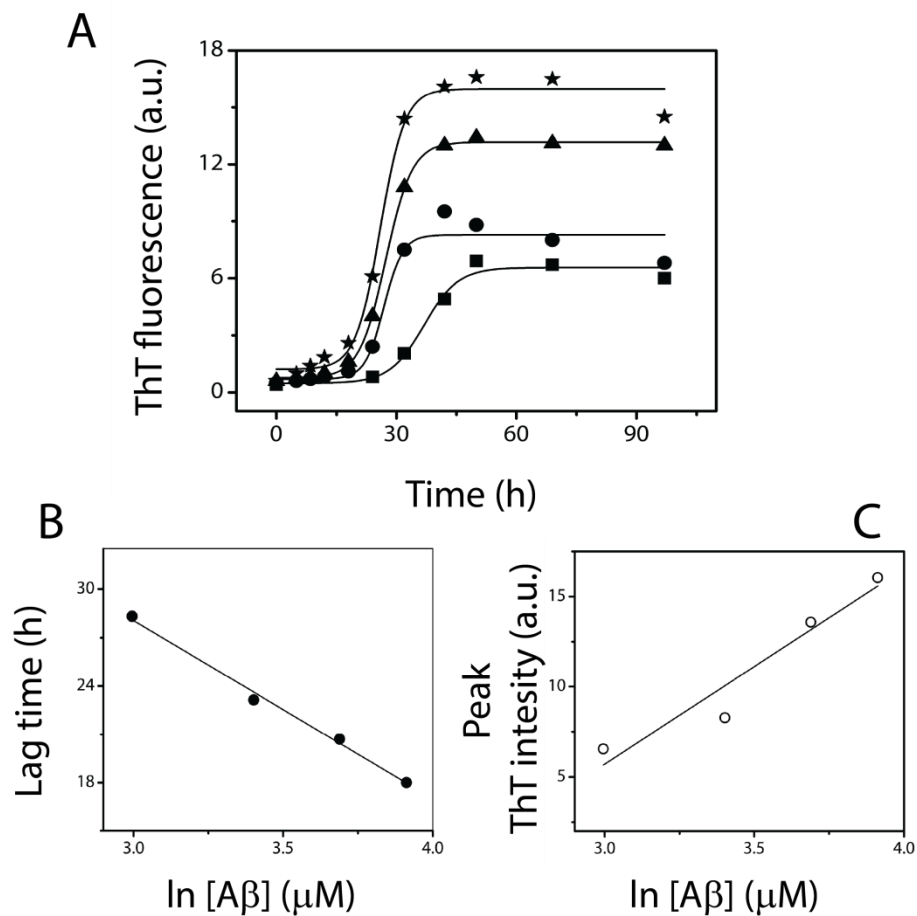 A
ThT fluorescence (a.u.)
18
12
6
0
0 30 60 90
Time (h)
B
Lag time (h)
30
24
18
3.0 3.5 4.0
ln [Aβ] (μM)
C
Peak
ThT intesity (a.u.)
15
10
5
3.0 3.5 4.0
ln [Aβ] (μM)